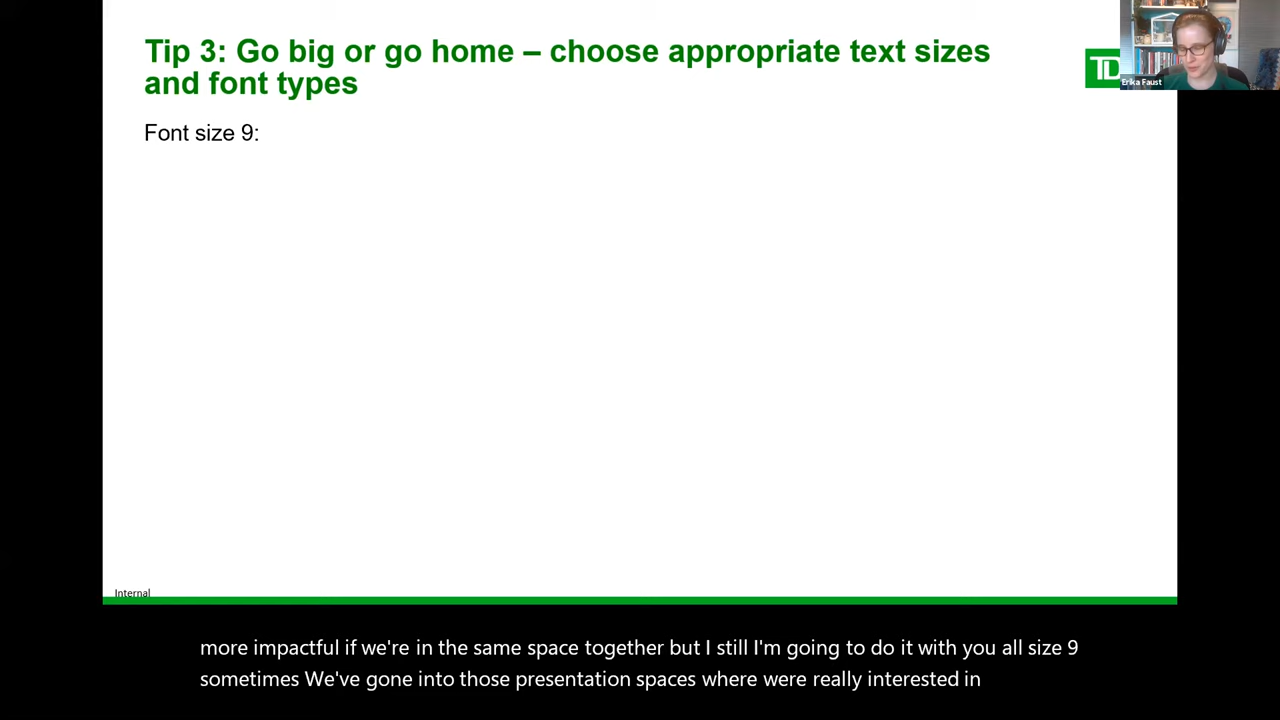 Tip 3: Go big or go home – choose appropriate text sizes
and font types
TD
Erika Faust
Font size 9:
Internal
more impactful if we're in the same space together but I still I'm going to do it with you all size 9
sometimes We've gone into those presentation spaces where were really interested in